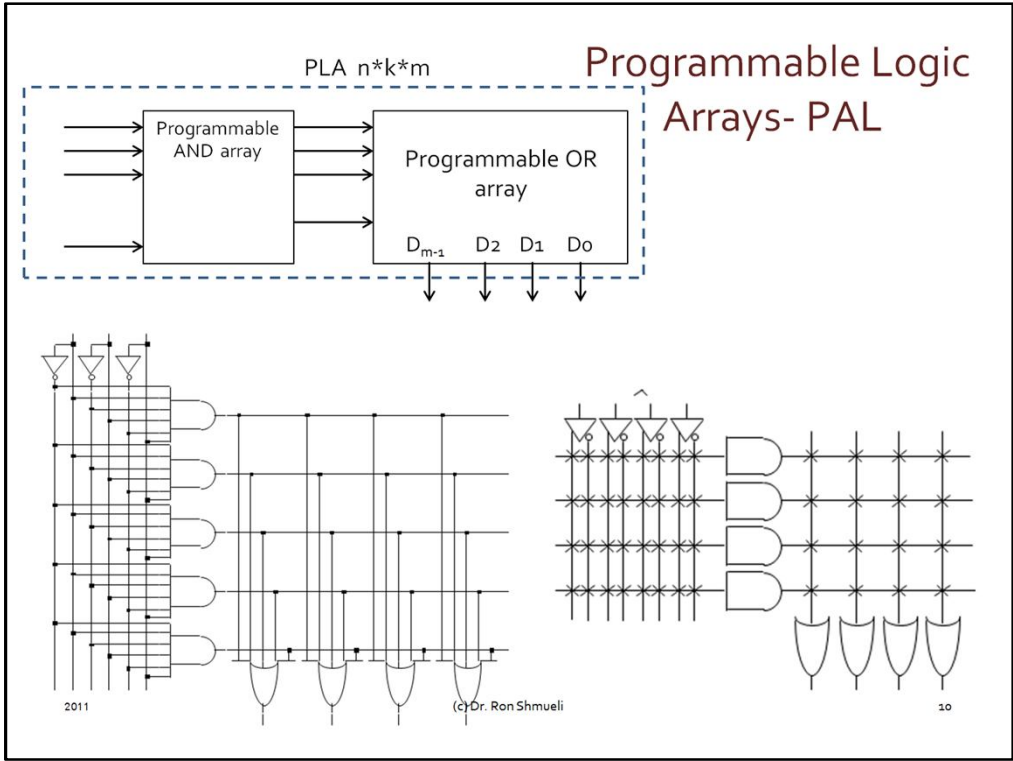 Programmable Logic
Arrays- PAL
PLA n*k*m
Programmable
AND array
Programmable OR
array
Dm-1 D2 D1 D0
2011
(c) Dr. Ron Shmueli
10